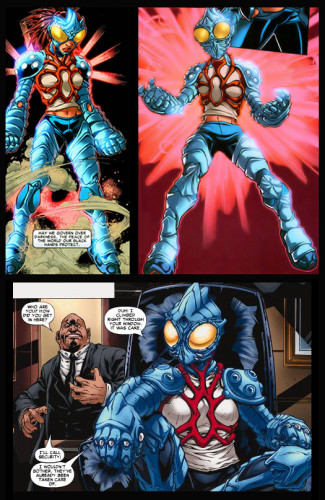 MAY WE GOVERN OVER
DARKNESS. THE PEACE OF
THE WORLD OUR BLACK
HANDS PROTECT.
WHO ARE
YOU!? HOW
DID YOU GET
IN HERE?
DUH. I
CLIMBED
RIGHT THROUGH
YOUR WINDOW.
IT WAS CAKE.
I'LL CALL
SECURITY!
I WOULDN'T
BOTHER. THEY'VE
ALREADY BEEN
TAKEN CARE
OF.